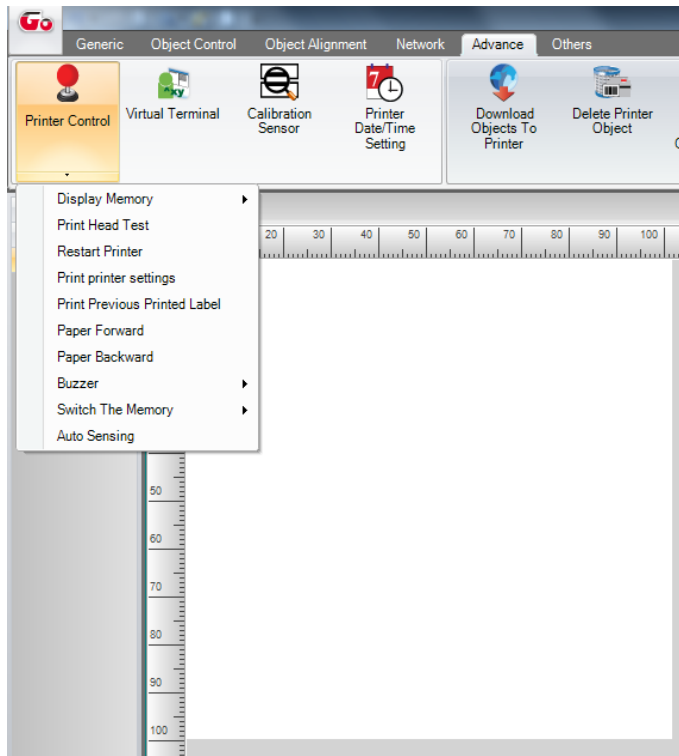 Go
Generic Object Control Object Alignment Network Advance Others
Printer Control
Virtual Terminal
Calibration
Sensor
7
Printer
Date/Time
Setting
Download
Objects To
Printer
Delete Printer
Object
Display Memory
Print Head Test
Restart Printer
Print printer settings
Print Previous Printed Label
Paper Forward
Paper Backward
Buzzer
Switch The Memory
Auto Sensing
20 30 40 50 60 70 80 90 100
50
60
70
80
90
100